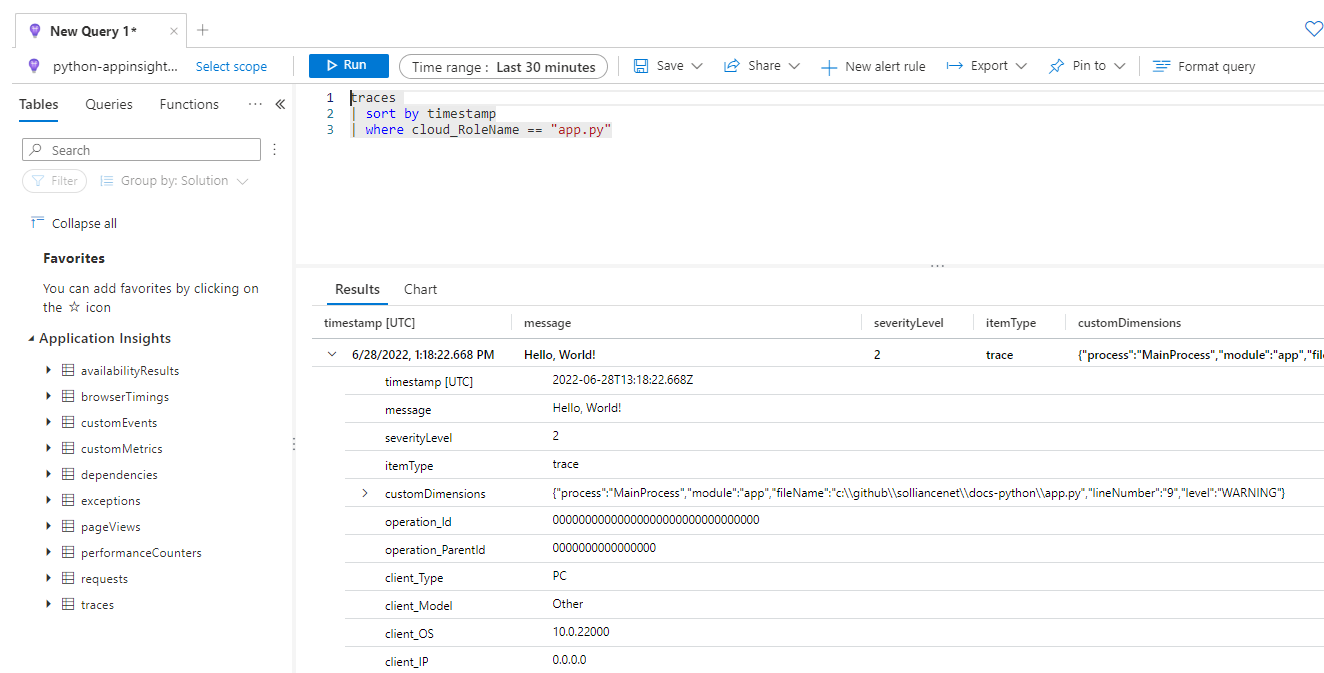 New Query 1*
python-appinsight... Select scope Run Time range : Last 30 minutes Save Share New alert rule Export Pin to Format query
Tables Queries Functions ...
Search
Filter Group by: Solution
Collapse all
Favorites
You can add favorites by clicking on
the ☆ icon
Application Insights
availabilityResults
browserTimings
customEvents
customMetrics
dependencies
exceptions
pageViews
performanceCounters
requests
traces
1 traces
2 | sort by timestamp
3 | where cloud_RoleName == "app.py"
Results Chart
timestamp [UTC] message severityLevel itemType customDimensions
6/28/2022, 1:18:22.668 PM Hello, World! 2 trace {"process":"MainProcess","module":"app","file
timestamp [UTC] 2022-06-28T13:18:22.668Z
message Hello, World!
severityLevel 2
itemType trace
customDimensions {"process":"MainProcess","module":"app","fileName":"c:\\github\\solliancenet\\docs-python\\app.py","lineNumber":"9","level":"WARNING"}
operation_Id 00000000000000000000000000000000
operation_ParentId 0000000000000000
client_Type PC
client_Model Other
client_OS 10.0.22000
client_IP 0.0.0.0